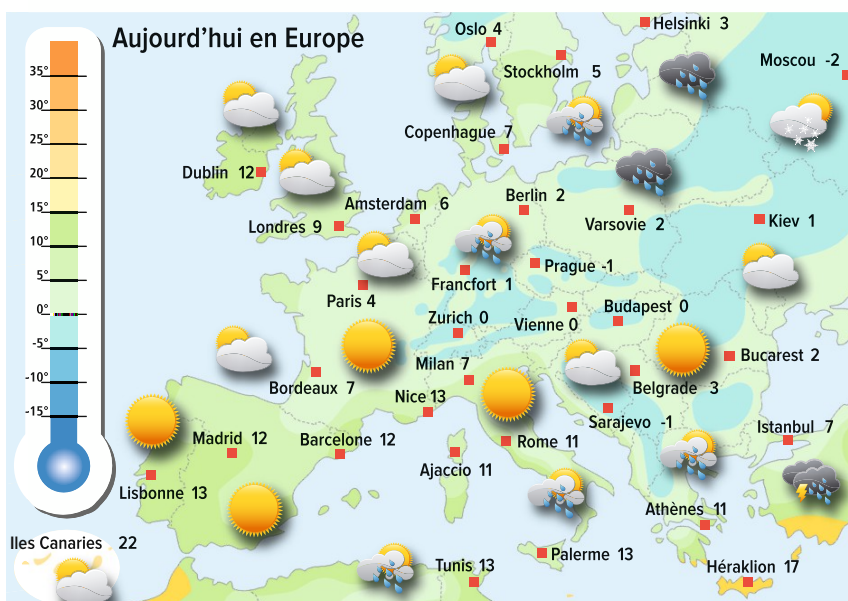 Aujourd'hui en Europe
35°
30°
25°
20°
15°
10°
5°
0°
-5°
-10°
-15°
Oslo 4
Helsinki 3
Stockholm 5
Moscou -2
Copenhague 7
Dublin 12
Amsterdam 6
Berlin 2
Londres 9
Varsovie 2
Kiev 1
Prague -1
Francfort 1
Paris 4
Zurich 0
Vienne 0
Budapest 0
Bucarest 2
Milan 7
Bordeaux 7
Belgrade 3
Nice 13
Sarajevo -1
Istanbul 7
Madrid 12
Barcelone 12
Rome 11
Ajaccio 11
Lisbonne 13
Athènes 11
Iles Canaries 22
Tunis 13
Palerme 13
Héraklion 17